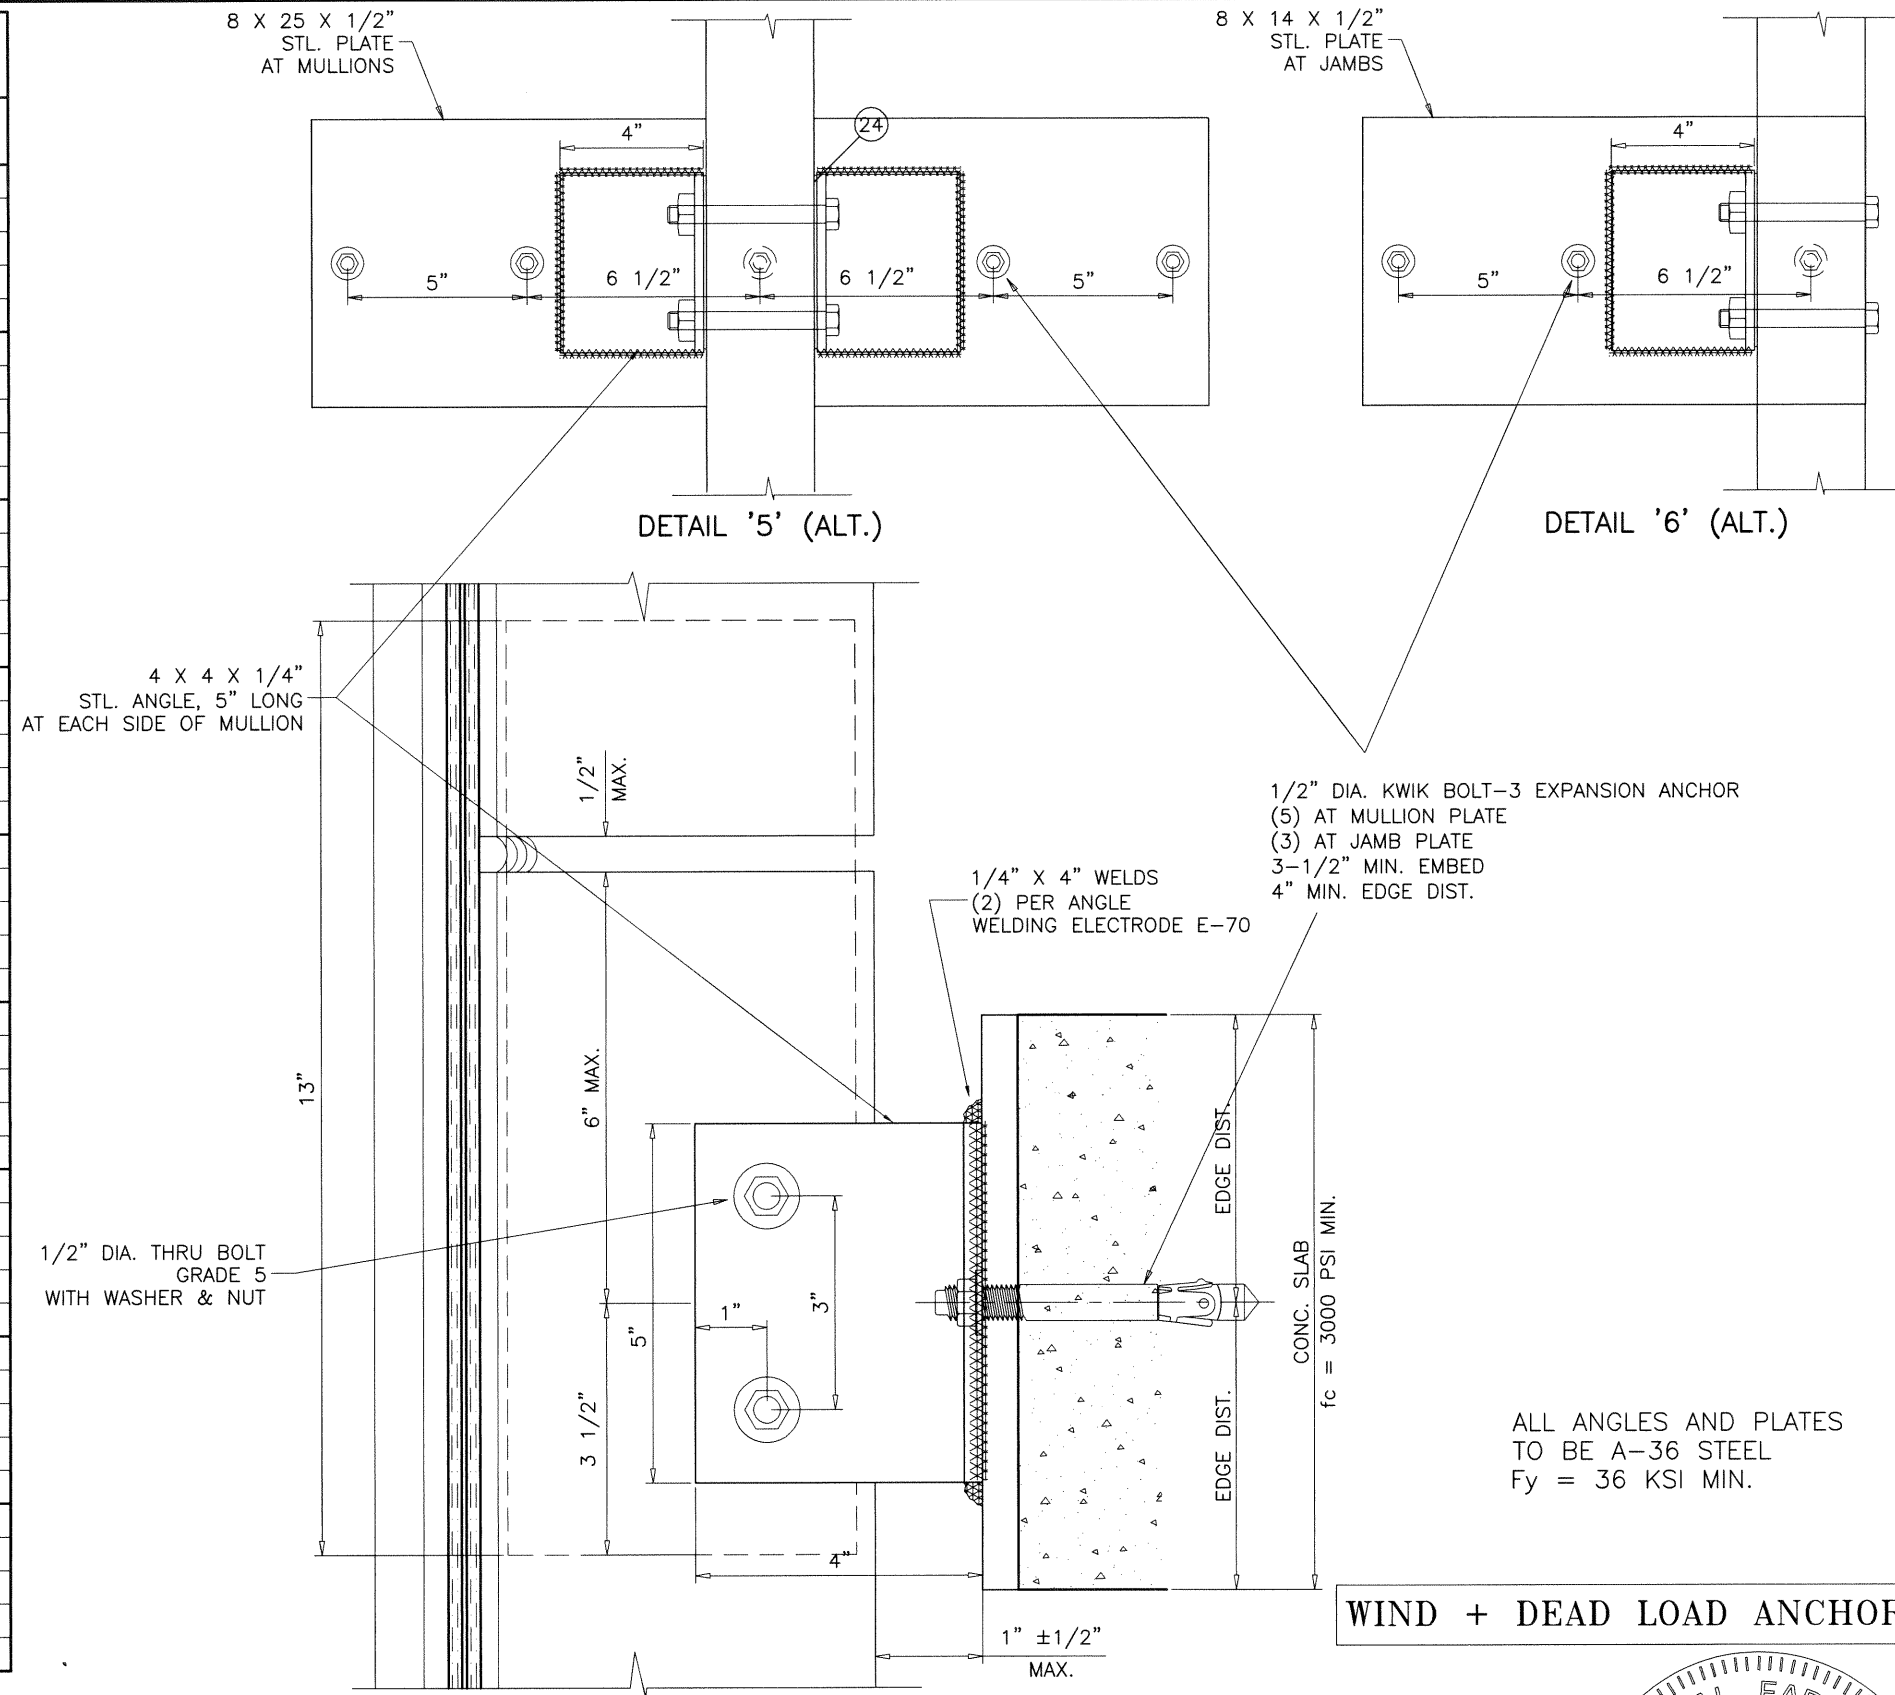 8 X 25 X 1/2"
STL. PLATE
AT MULLIONS
4"
24
5"
6 1/2"
6 1/2"
5"
DETAIL '5' (ALT.)
8 X 14 X 1/2"
STL. PLATE
AT JAMBS
4"
5"
6 1/2"
DETAIL '6' (ALT.)
4 X 4 X 1/4"
STL. ANGLE, 5" LONG
AT EACH SIDE OF MULLION
1/2"
MAX.
1/2" DIA. KWIK BOLT-3 EXPANSION ANCHOR
(5) AT MULLION PLATE
(3) AT JAMB PLATE
3-1/2" MIN. EMBED
4" MIN. EDGE DIST.
1/4" X 4" WELDS
(2) PER ANGLE
WELDING ELECTRODE E-70
13"
6" MAX.
EDGE DIST.
1/2" DIA. THRU BOLT
GRADE 5
WITH WASHER & NUT
1"
3"
5"
3 1/2"
EDGE DIST.
CONC. SLAB
fc = 3000 PSI MIN.
4"
1" ±1/2"
MAX.
ALL ANGLES AND PLATES
TO BE A-36 STEEL
Fy = 36 KSI MIN.
WIND + DEAD LOAD ANCHOR